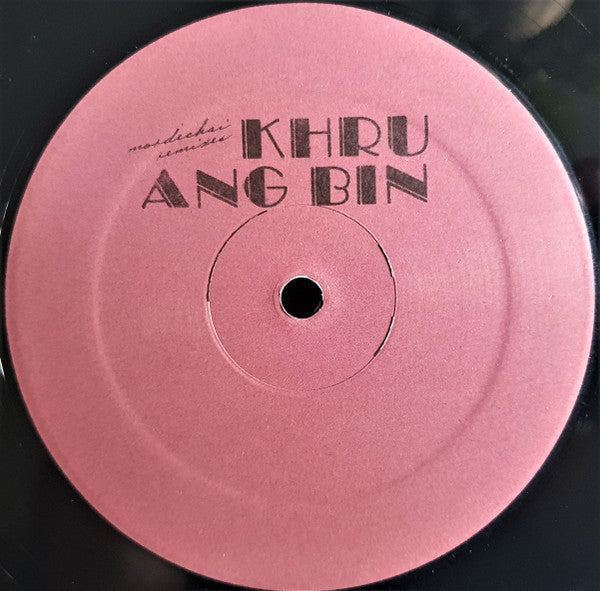 mordechai
remixes
KHRU
ANG BIN